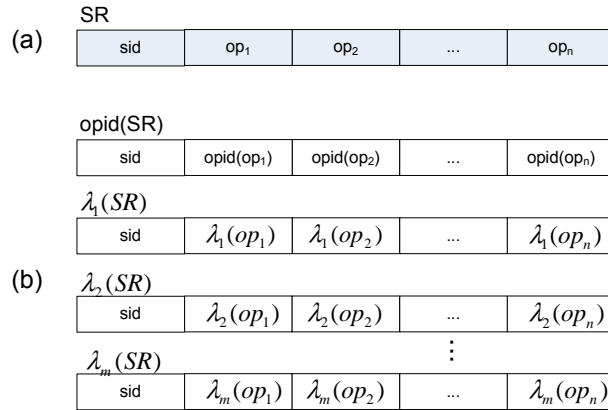 SR
(a) sid op₁ op₂ ... opₙ
opid(SR)
sid opid(op₁) opid(op₂) ... opid(opₙ)
λ₁(SR)
sid λ₁(op₁) λ₁(op₂) ... λ₁(opₙ)
(b) λ₂(SR)
sid λ₂(op₁) λ₂(op₂) ... λ₂(opₙ)
⋮
λₘ(SR)
sid λₘ(op₁) λₘ(op₂) ... λₘ(opₙ)